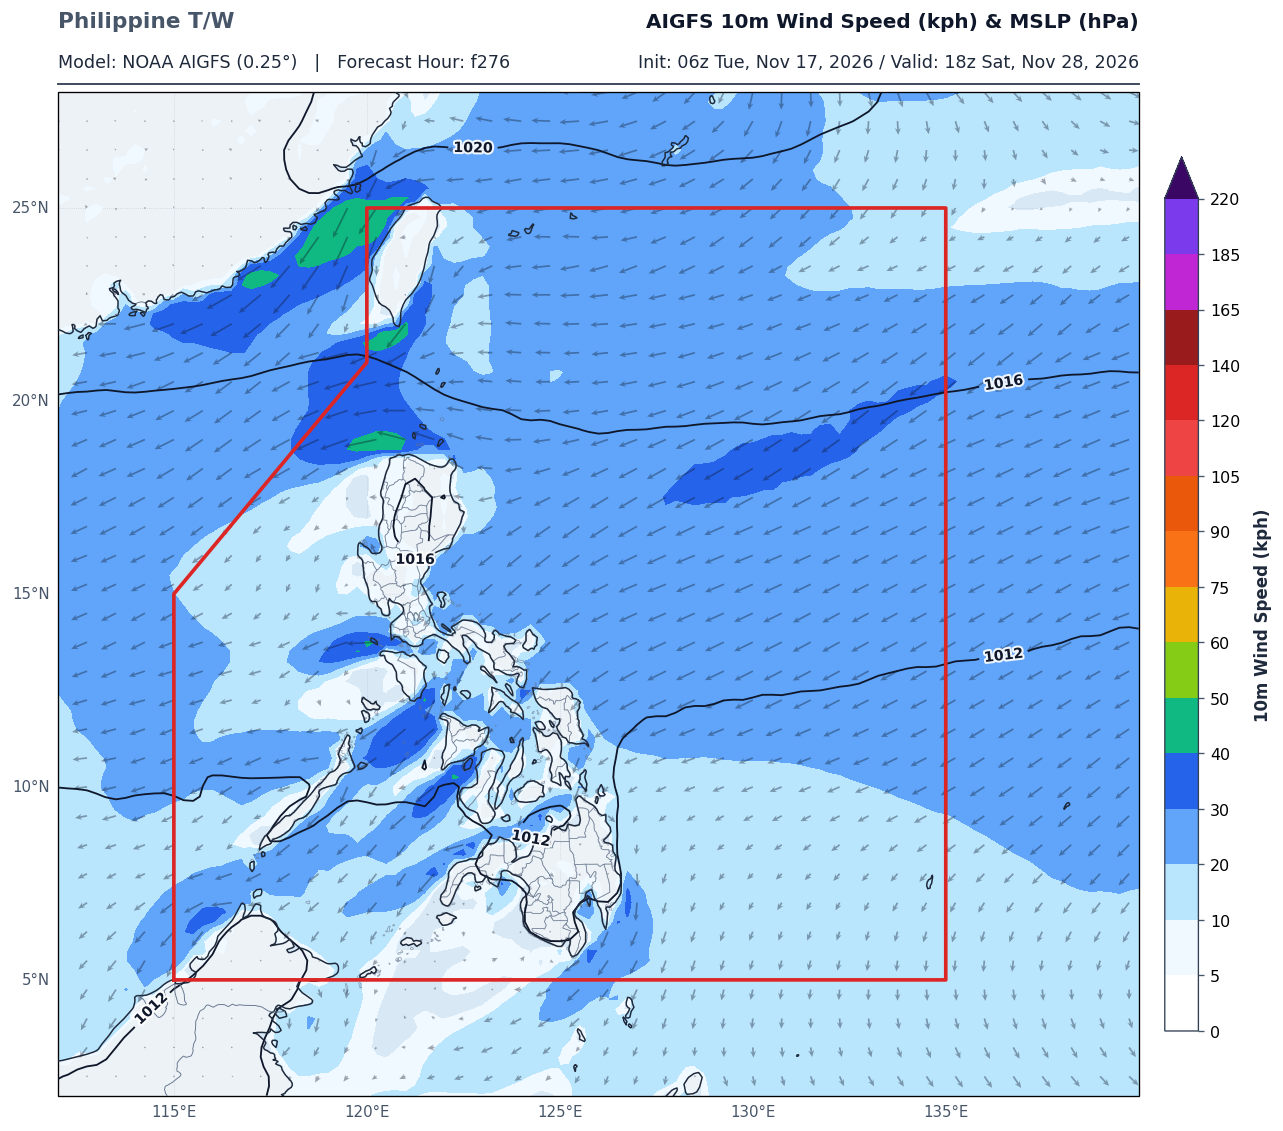 Philippine T/W
AIGFS 10m Wind Speed (kph) & MSLP (hPa)
Model: NOAA AIGFS (0.25°) | Forecast Hour: f276
Init: 06z Tue, Nov 17, 2026 / Valid: 18z Sat, Nov 28, 2026
1020
25°N
1016
20°N
1016
15°N
1012
10°N
1012
5°N
1012
115°E
120°E
125°E
130°E
135°E
220
185
165
140
120
105
90
75
60
50
40
30
20
10
5
0
10m Wind Speed (kph)